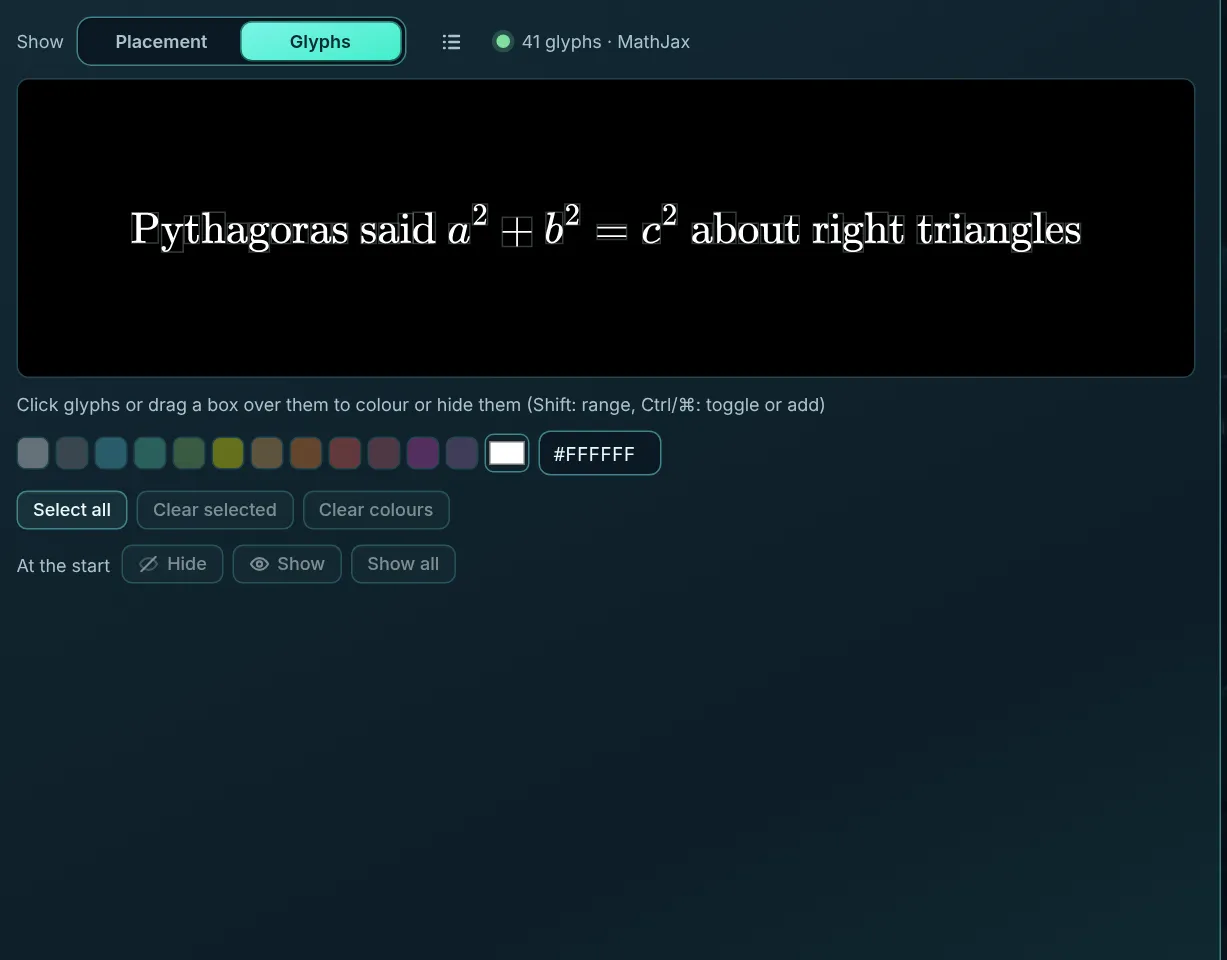 Show Placement Glyphs 41 glyphs · MathJax
Pythagoras said a² + b² = c² about right triangles
Click glyphs or drag a box over them to colour or hide them (Shift: range, Ctrl/⌘: toggle or add)
#FFFFFF
Select all Clear selected Clear colours
At the start Hide Show Show all